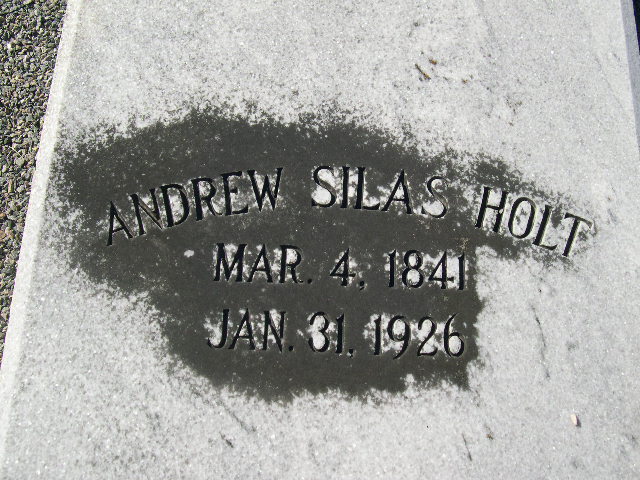 ANDREW SILAS HOLT
MAR. 4, 1841
JAN. 31, 1926